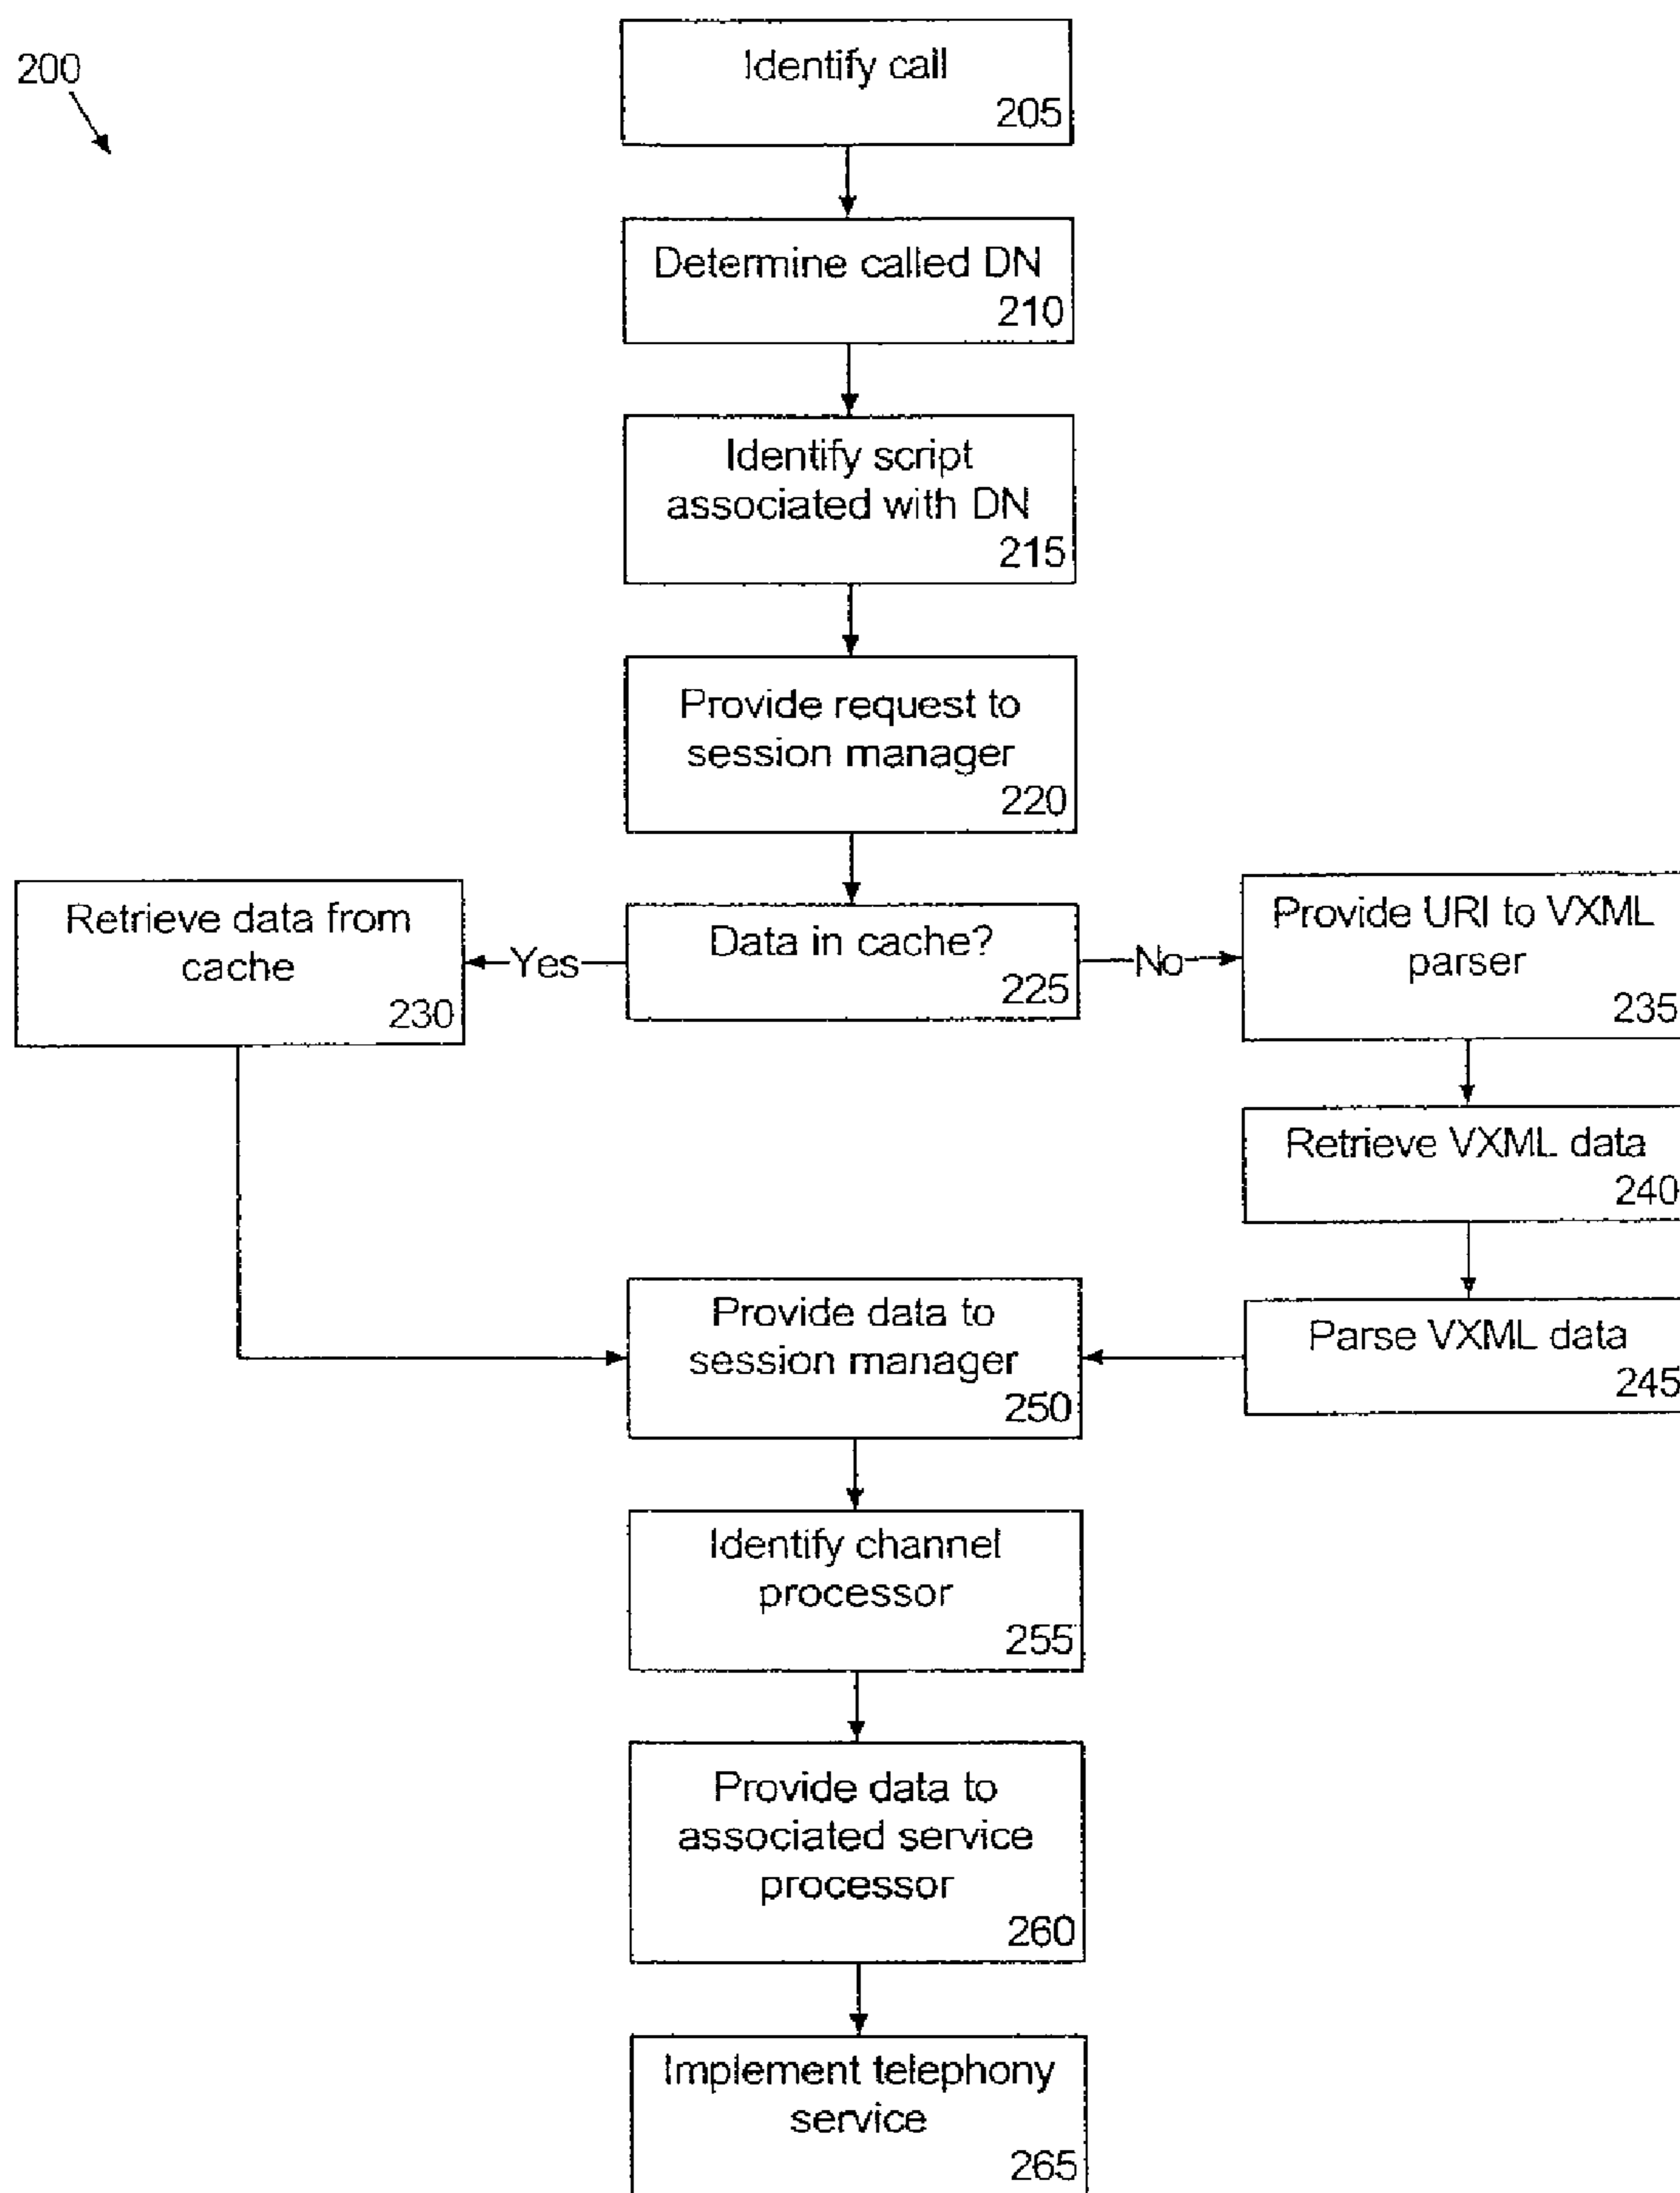 200
Identify call
205
Determine called DN
210
Identify script
associated with DN
215
Provide request to
session manager
220
Retrieve data from
cache
230
Yes
Data in cache?
225
No
Provide URI to VXML
parser
235
Retrieve VXML data
240
Parse VXML data
245
Provide data to
session manager
250
Identify channel
processor
255
Provide data to
associated service
processor
260
Implement telephony
service
265